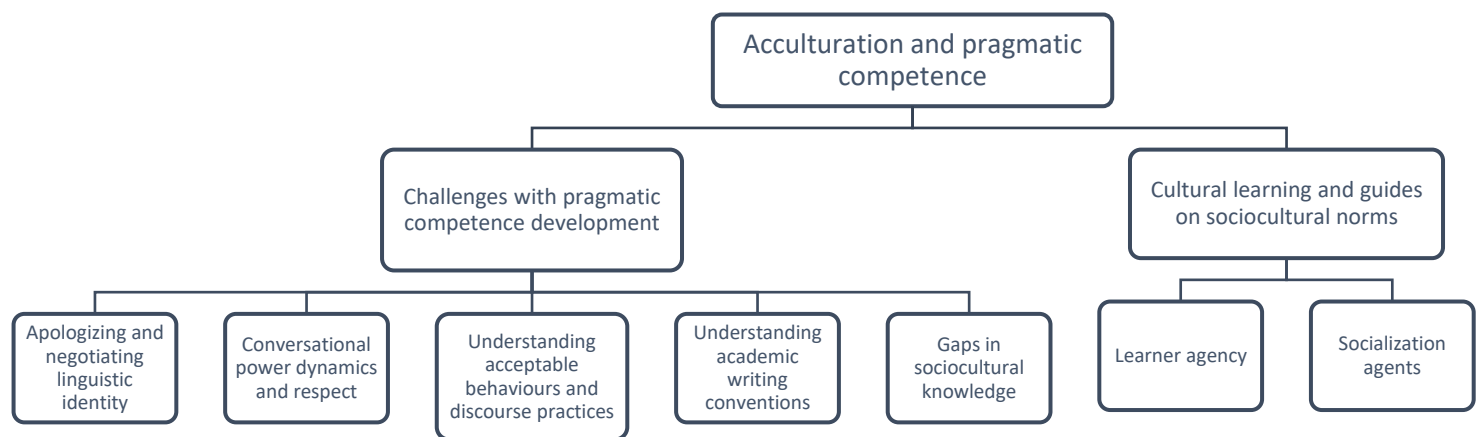 Acculturation and pragmatic
competence
Challenges with pragmatic
competence development
Cultural learning and guides
on sociocultural norms
Apologizing and
negotiating
linguistic
identity
Conversational
power dynamics
and respect
Understanding
acceptable
behaviours and
discourse practices
Understanding
academic
writing
conventions
Gaps in
sociocultural
knowledge
Learner agency
Socialization
agents